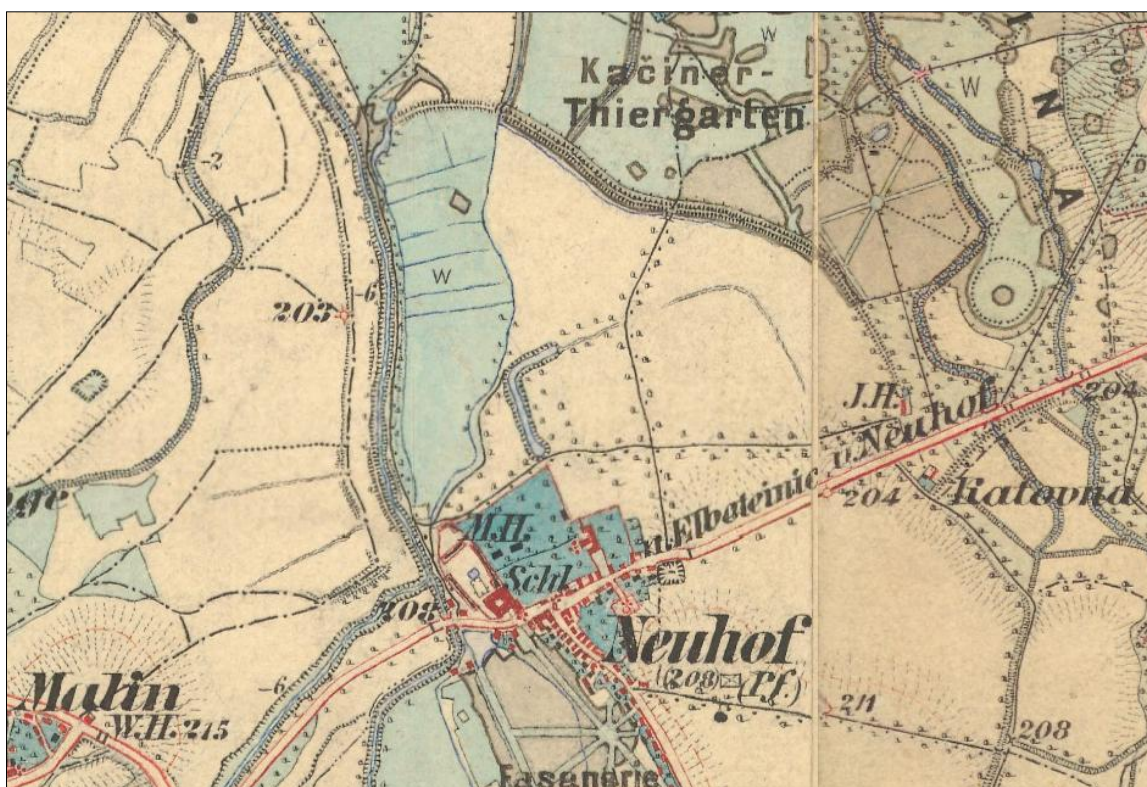 W
Kačiner-
Thiergarten
W
I N A
-2
203
-6
W
J.H.
204
u. Elbeteinic
ü. Neuhof
204
Katovna
M.H.
Schl.
208
Neuhof
(208) (Pf.)
211
208
Malin
W.H. 215
-6
Fasanerie